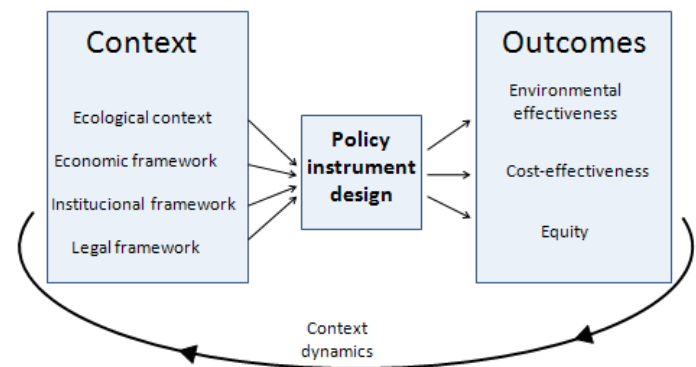 Context
Ecological context
Economic framework
Institucional framework
Legal framework
Policy
instrument
design
Outcomes
Environmental
effectiveness
Cost-effectiveness
Equity
Context
dynamics